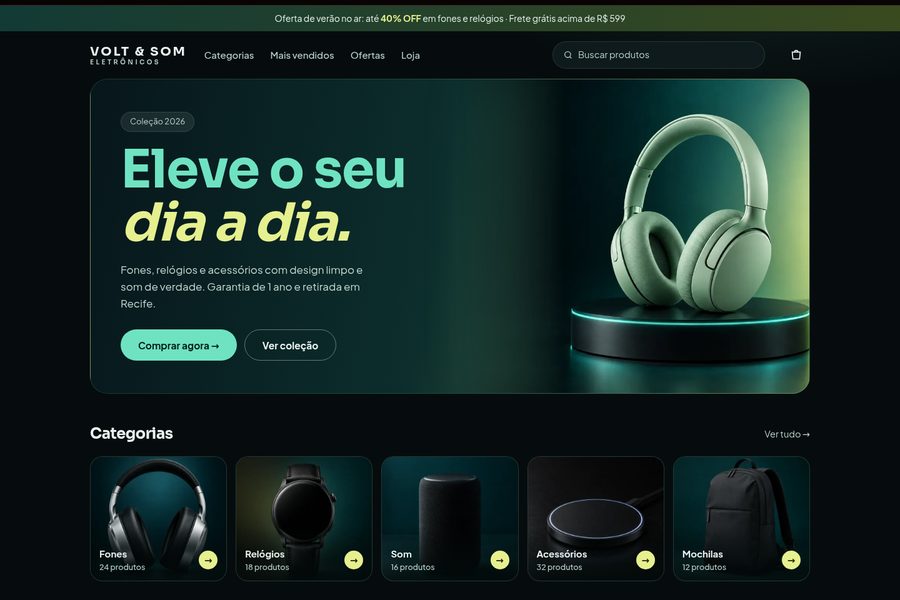 Oferta de verão no ar: até 40% OFF em fones e relógios · Frete grátis acima de R$ 599
VOLT & SOM
ELETRÔNICOS
Categorias
Mais vendidos
Ofertas
Loja
Buscar produtos
Coleção 2026
Eleve o seu
dia a dia.
Fones, relógios e acessórios com design limpo e
som de verdade. Garantia de 1 ano e retirada em
Recife.
Comprar agora →
Ver coleção
Categorias
Ver tudo →
Fones
24 produtos
→
Relógios
18 produtos
→
Som
16 produtos
→
Acessórios
32 produtos
→
Mochilas
12 produtos
→